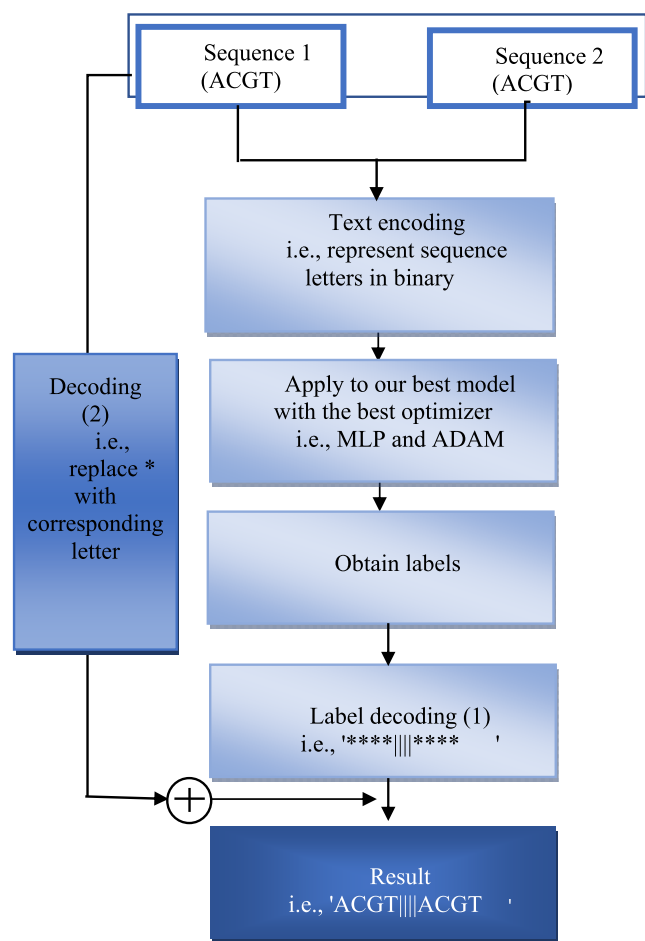 Sequence 1
(ACGT)
Sequence 2
(ACGT)
Text encoding
i.e., represent sequence
letters in binary
Apply to our best model
with the best optimizer
i.e., MLP and ADAM
Obtain labels
Label decoding (1)
i.e., '****||||**** '
Decoding
(2)
i.e.,
replace *
with
corresponding
letter
Result
i.e., 'ACGT||||ACGT '